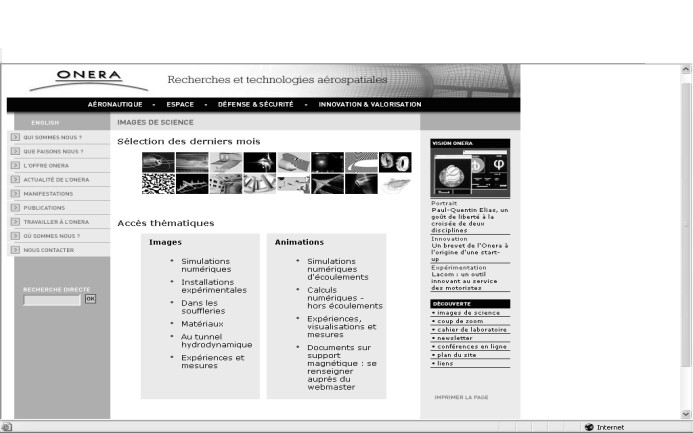 ONERA
Recherches et technologies aérospatiales
AÉRONAUTIQUE - ESPACE - DÉFENSE & SÉCURITÉ - INNOVATION & VALORISATION
ENGLISH
QUI SOMMES NOUS ?
QUE FAISONS NOUS ?
L'OFFRE ONERA
ACTUALITÉ DE L'ONERA
MANIFESTATIONS
PUBLICATIONS
TRAVAILLER À L'ONERA
OÙ SOMMES NOUS ?
NOUS CONTACTER
RECHERCHE DIRECTE
OK
IMAGES DE SCIENCE
Sélection des derniers mois
Accès thématiques
Images
* Simulations
numériques
* Installations
expérimentales
* Dans les
souffleries
* Matériaux
* Au tunnel
hydrodynamique
* Expériences et
mesures
Animations
* Simulations
numériques
d'écoulements
* Calculs
numériques -
hors écoulements
* Expériences,
visualisations et
mesures
* Documents sur
support
magnétique : se
renseigner
auprés du
webmaster
VISION ONERA
Portrait
Paul-Quentin Elias, un
goût de liberté à la
croisée de deux
disciplines
Innovation
Un brevet de l'Onera à
l'origine d'une start-
up
Expérimentation
Lacom : un outil
innovant au service
des motoristes
DÉCOUVERTE
• images de science
• coup de zoom
• cahier de laboratoire
• newsletter
• conférences en ligne
• plan du site
• liens
IMPRIMER LA PAGE
Internet